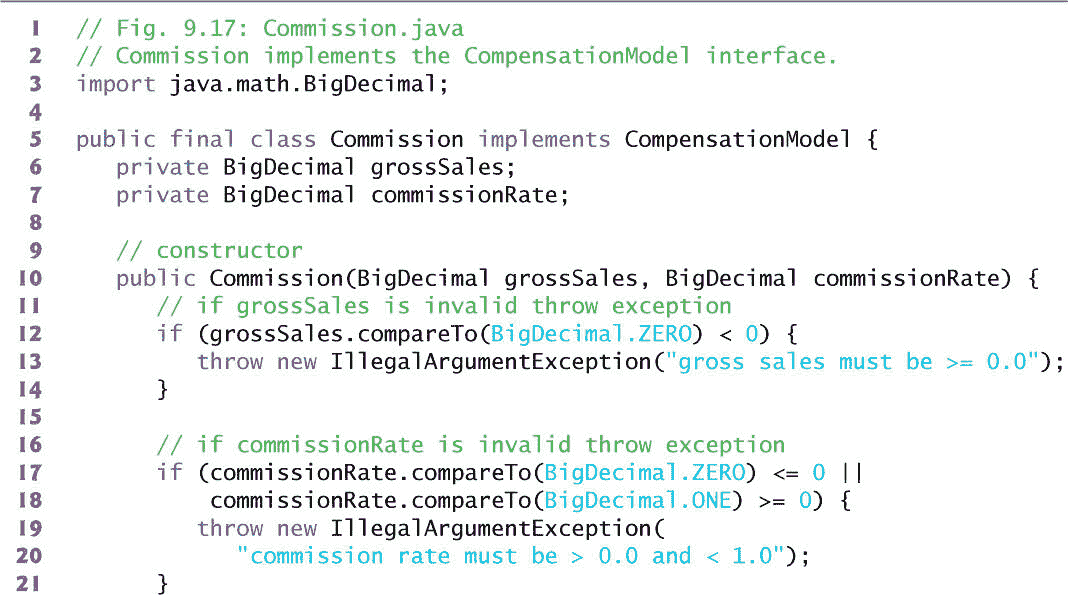 1 // Fig. 9.17: Commission.java
2 // Commission implements the CompensationModel interface.
3 import java.math.BigDecimal;
4
5 public final class Commission implements CompensationModel {
6    private BigDecimal grossSales;
7    private BigDecimal commissionRate;
8
9    // constructor
10    public Commission(BigDecimal grossSales, BigDecimal commissionRate) {
11       // if grossSales is invalid throw exception
12       if (grossSales.compareTo(BigDecimal.ZERO) < 0) {
13          throw new IllegalArgumentException("gross sales must be >= 0.0");
14       }
15
16       // if commissionRate is invalid throw exception
17       if (commissionRate.compareTo(BigDecimal.ZERO) <= 0 ||
18           commissionRate.compareTo(BigDecimal.ONE) >= 0) {
19          throw new IllegalArgumentException(
20             "commission rate must be > 0.0 and < 1.0");
21       }